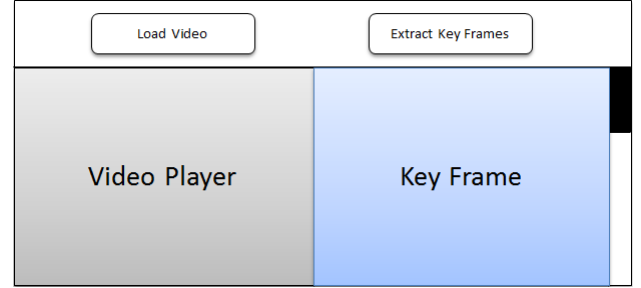 Load Video
Extract Key Frames
Video Player
Key Frame